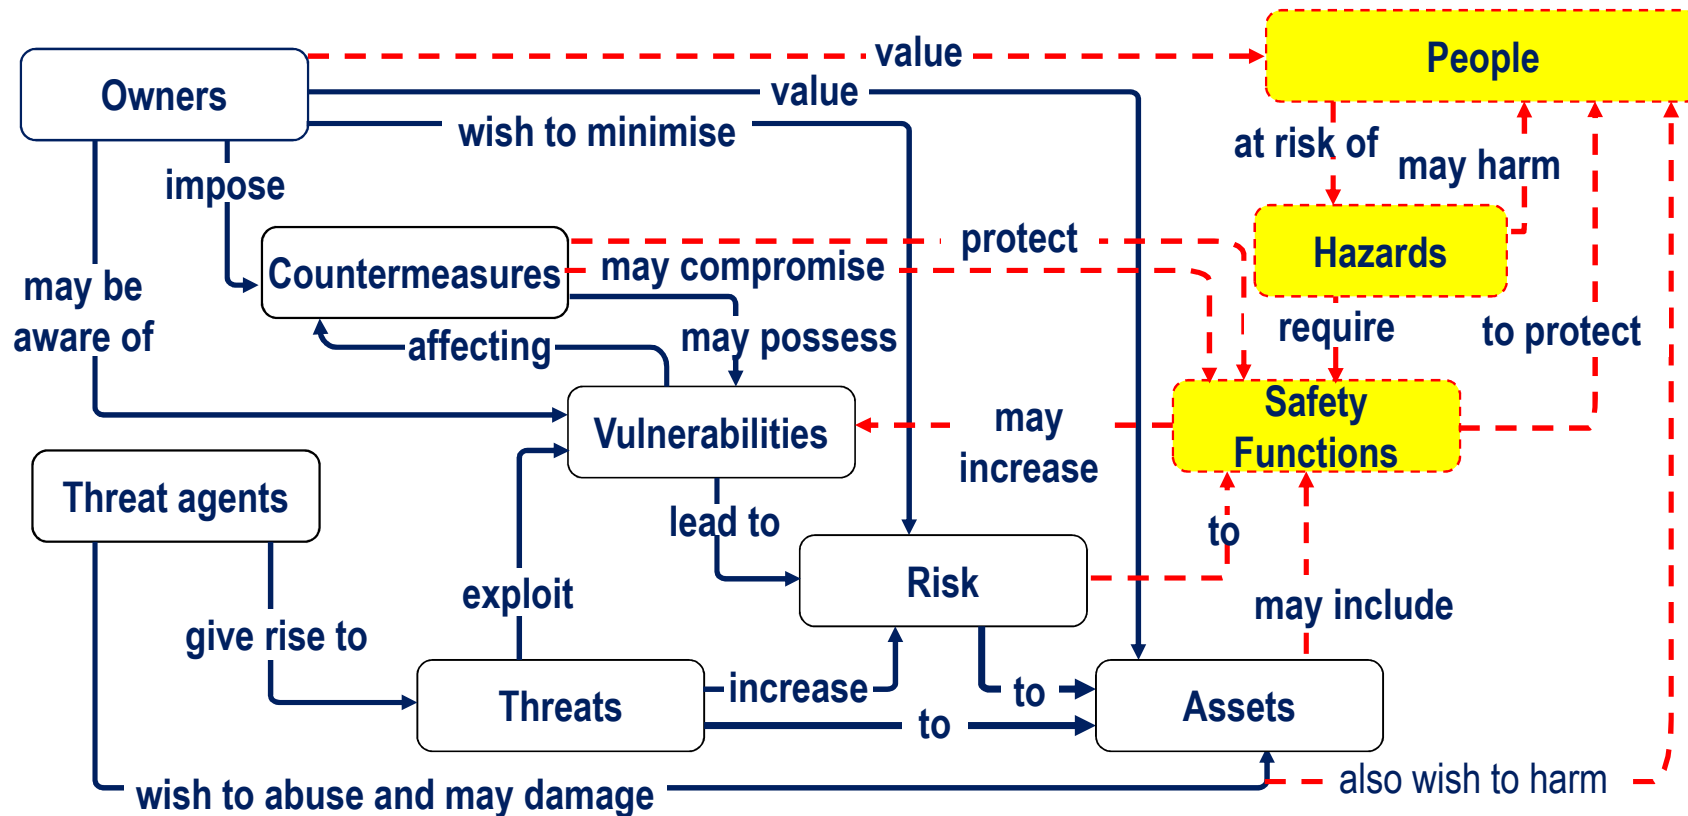 value
People
Owners
value
wish to minimise
at risk of
may harm
impose
protect
Countermeasures
may compromise
Hazards
may be
aware of
affecting
may possess
require
to protect
Safety
Functions
Vulnerabilities
may
increase
Threat agents
lead to
to
Risk
exploit
may include
give rise to
increase
to
Threats
Assets
to
wish to abuse and may damage
also wish to harm